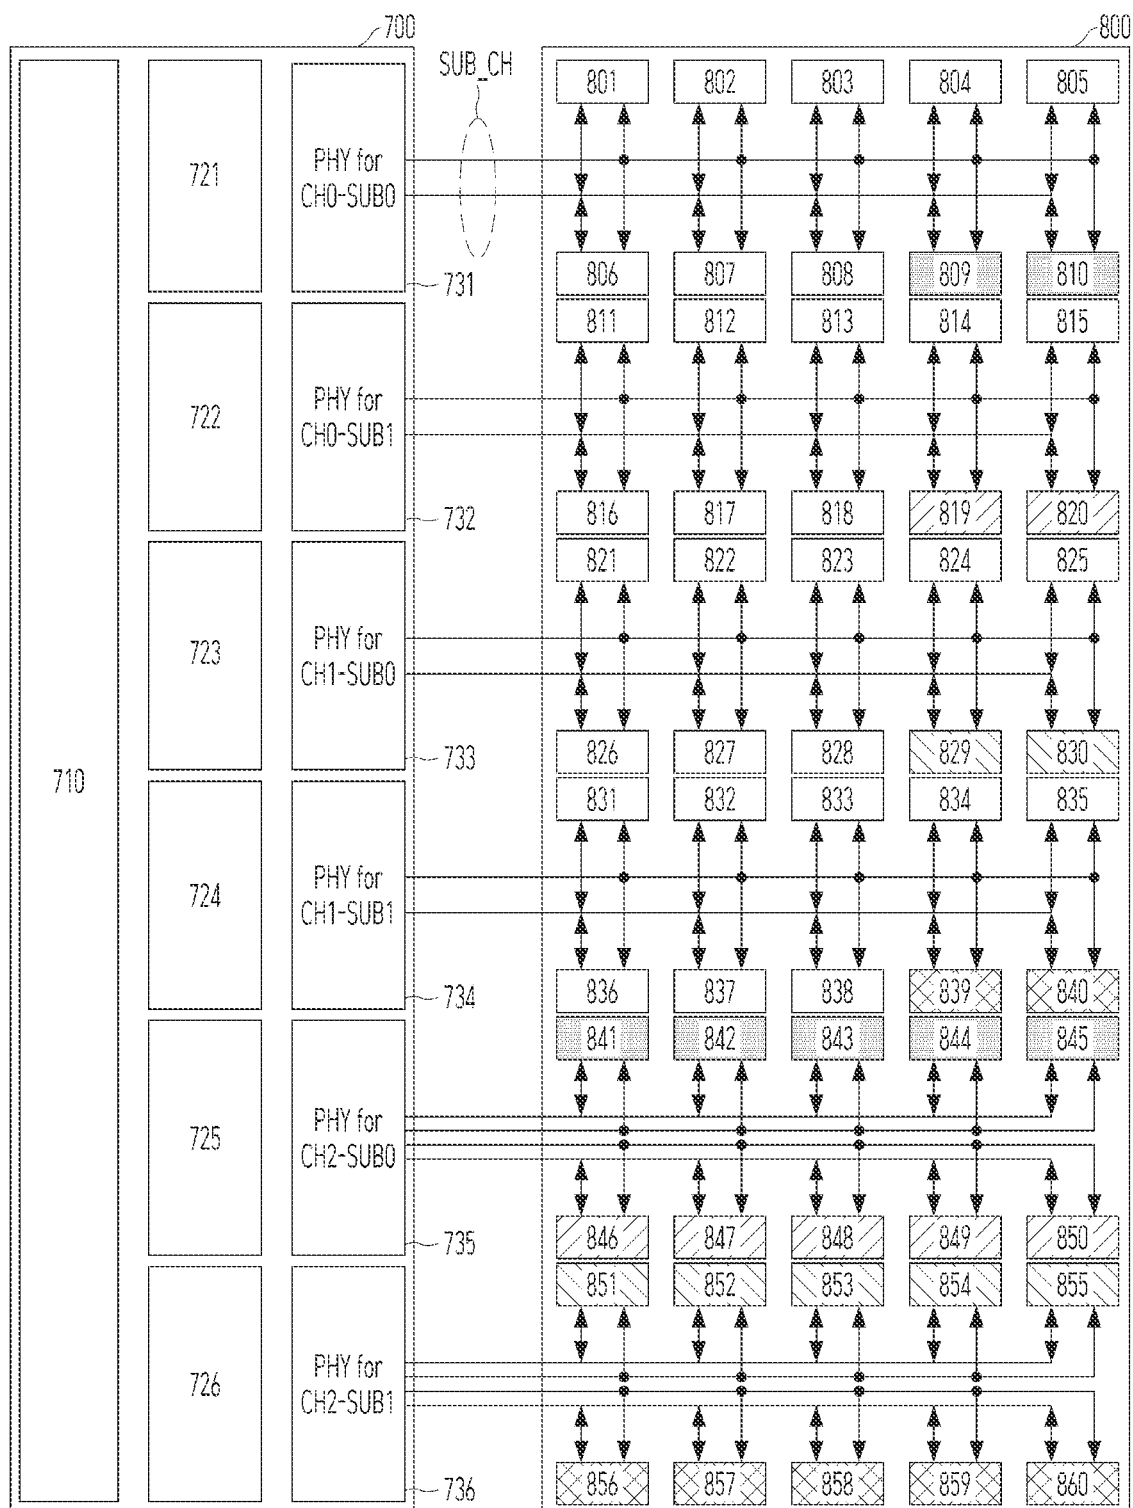 700
800
SUB_CH
801 802 803 804 805
721
PHY for
CH0-SUB0
806 807 808 809 810
731
811 812 813 814 815
722
PHY for
CH0-SUB1
816 817 818 819 820
732
821 822 823 824 825
723
PHY for
CH1-SUB0
826 827 828 829 830
733
710
831 832 833 834 835
724
PHY for
CH1-SUB1
836 837 838 839 840
734
841 842 843 844 845
725
PHY for
CH2-SUB0
846 847 848 849 850
735
851 852 853 854 855
726
PHY for
CH2-SUB1
856 857 858 859 860
736